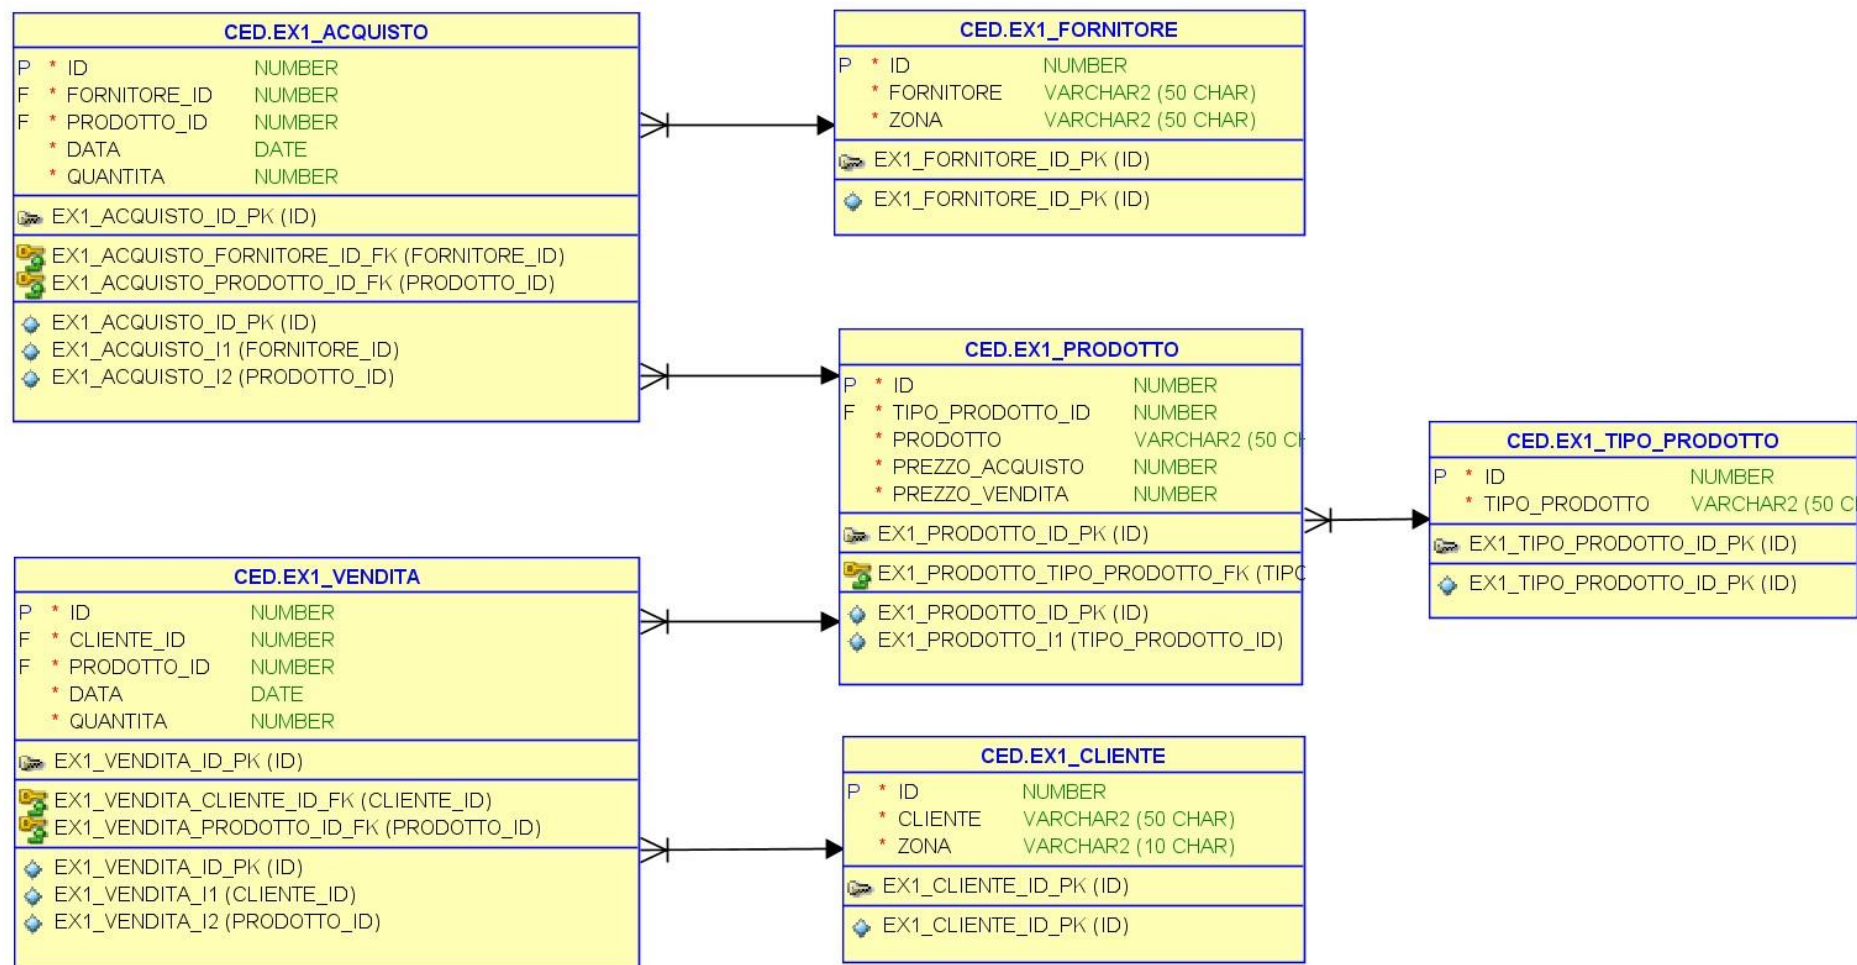 CED.EX1_ACQUISTO
P * ID NUMBER
F * FORNITORE_ID NUMBER
F * PRODOTTO_ID NUMBER
* DATA DATE
* QUANTITA NUMBER
EX1_ACQUISTO_ID_PK (ID)
EX1_ACQUISTO_FORNITORE_ID_FK (FORNITORE_ID)
EX1_ACQUISTO_PRODOTTO_ID_FK (PRODOTTO_ID)
EX1_ACQUISTO_ID_PK (ID)
EX1_ACQUISTO_I1 (FORNITORE_ID)
EX1_ACQUISTO_I2 (PRODOTTO_ID)
CED.EX1_FORNITORE
P * ID NUMBER
* FORNITORE VARCHAR2 (50 CHAR)
* ZONA VARCHAR2 (50 CHAR)
EX1_FORNITORE_ID_PK (ID)
EX1_FORNITORE_ID_PK (ID)
CED.EX1_PRODOTTO
P * ID NUMBER
F * TIPO_PRODOTTO_ID NUMBER
* PRODOTTO VARCHAR2 (50 CH
* PREZZO_ACQUISTO NUMBER
* PREZZO_VENDITA NUMBER
EX1_PRODOTTO_ID_PK (ID)
EX1_PRODOTTO_TIPO_PRODOTTO_FK (TIPO
EX1_PRODOTTO_ID_PK (ID)
EX1_PRODOTTO_I1 (TIPO_PRODOTTO_ID)
CED.EX1_TIPO_PRODOTTO
P * ID NUMBER
* TIPO_PRODOTTO VARCHAR2 (50 C
EX1_TIPO_PRODOTTO_ID_PK (ID)
EX1_TIPO_PRODOTTO_ID_PK (ID)
CED.EX1_VENDITA
P * ID NUMBER
F * CLIENTE_ID NUMBER
F * PRODOTTO_ID NUMBER
* DATA DATE
* QUANTITA NUMBER
EX1_VENDITA_ID_PK (ID)
EX1_VENDITA_CLIENTE_ID_FK (CLIENTE_ID)
EX1_VENDITA_PRODOTTO_ID_FK (PRODOTTO_ID)
EX1_VENDITA_ID_PK (ID)
EX1_VENDITA_I1 (CLIENTE_ID)
EX1_VENDITA_I2 (PRODOTTO_ID)
CED.EX1_CLIENTE
P * ID NUMBER
* CLIENTE VARCHAR2 (50 CHAR)
* ZONA VARCHAR2 (10 CHAR)
EX1_CLIENTE_ID_PK (ID)
EX1_CLIENTE_ID_PK (ID)